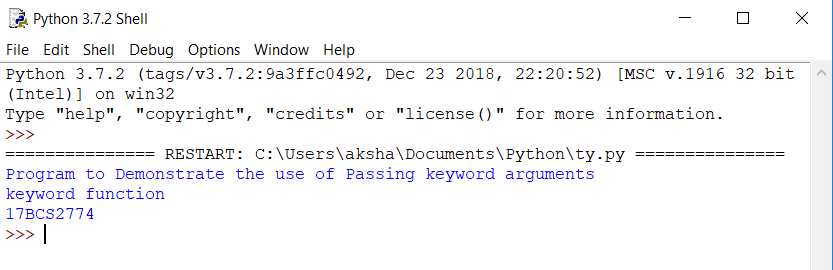 Python 3.7.2 Shell
File Edit Shell Debug Options Window Help
Python 3.7.2 (tags/v3.7.2:9a3ffc0492, Dec 23 2018, 22:20:52) [MSC v.1916 32 bit
(Intel)] on win32
Type "help", "copyright", "credits" or "license()" for more information.
>>>
=============== RESTART: C:\Users\aksha\Documents\Python\ty.py ===============
Program to Demonstrate the use of Passing keyword arguments
keyword function
17BCS2774
>>>